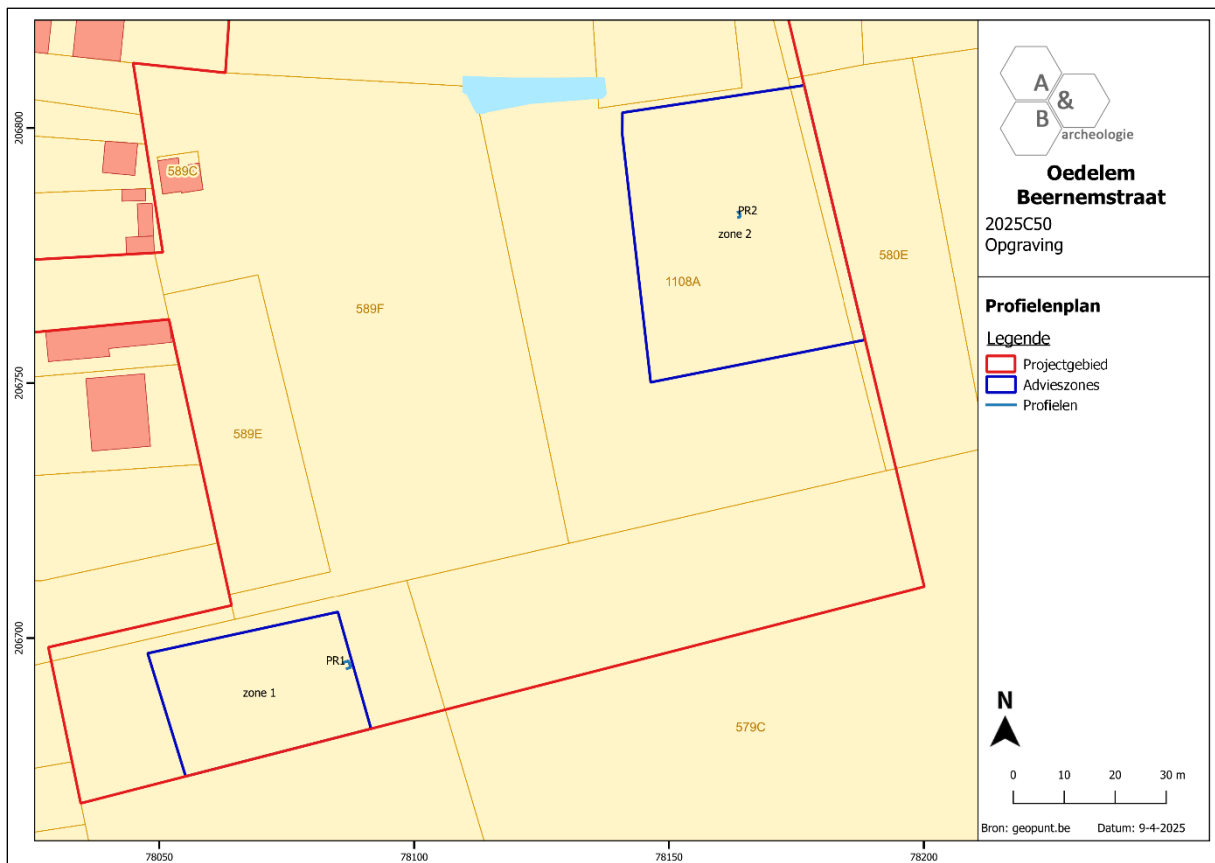 206800
206750
206700
78050
78100
78150
78200
589C
589F
589E
PR2
zone 2
1108A
580E
PR1
zone 1
579C
A
&
B
archeologie
Oedelem
Beernemstraat
2025C50
Opgraving
Profielenplan
Legende
Projectgebied
Advieszones
Profielen
N
0 10 20 30 m
Bron: geopunt.be Datum: 9-4-2025